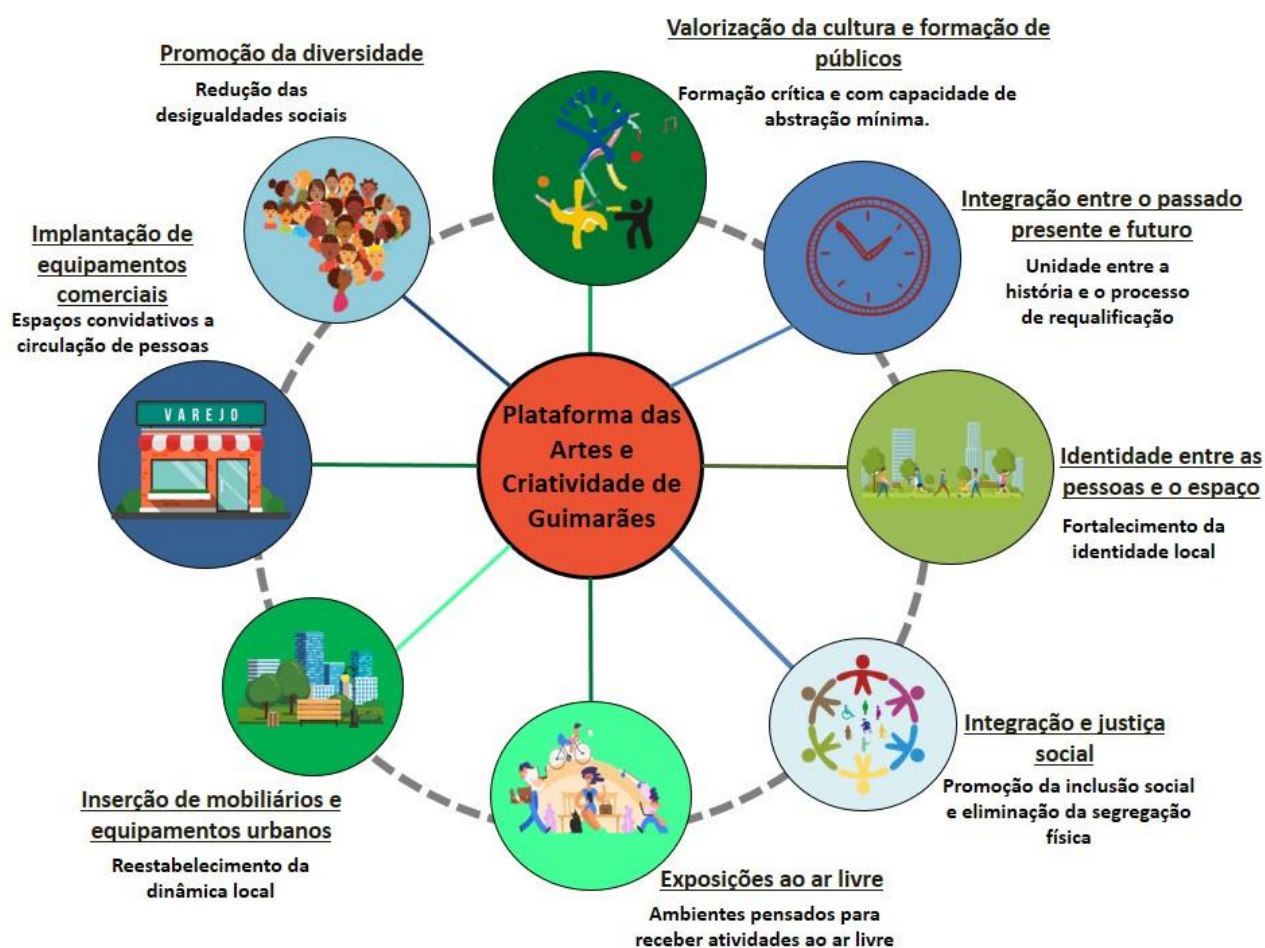 Promoção da diversidade
Redução das
desigualdades sociais
Valorização da cultura e formação de
públicos
Formação crítica e com capacidade de
abstração mínima.
Integração entre o passado
presente e futuro
Unidade entre a
história e o processo
de requalificação
Identidade entre as
pessoas e o espaço
Fortalecimento da
identidade local
Integração e justiça
social
Promoção da inclusão social
e eliminação da segregação
física
Exposições ao ar livre
Ambientes pensados para
receber atividades ao ar livre
Inserção de mobiliários e
equipamentos urbanos
Reestabelecimento da
dinâmica local
Implantação de
equipamentos
comerciais
Espaços convidativos a
circulação de pessoas
VAREJO
Plataforma das
Artes e
Criatividade de
Guimarães